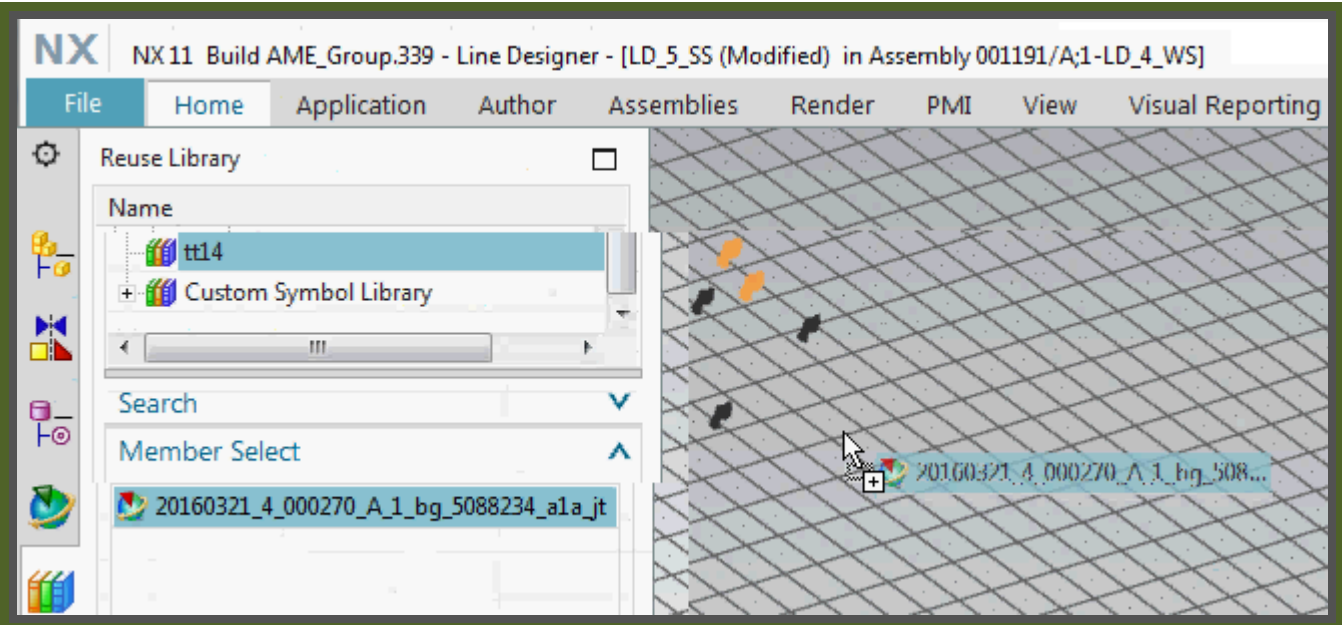 NX NX 11 Build AME_Group.339 - Line Designer - [LD_5_SS (Modified) in Assembly 001191/A;1-LD_4_WS]
File Home Application Author Assemblies Render PMI View Visual Reporting
Reuse Library
Name
tt14
Custom Symbol Library
Search
Member Select
20160321_4_000270_A_1_bg_508...
20160321_4_000270_A_1_bg_5088234_a1a_jt